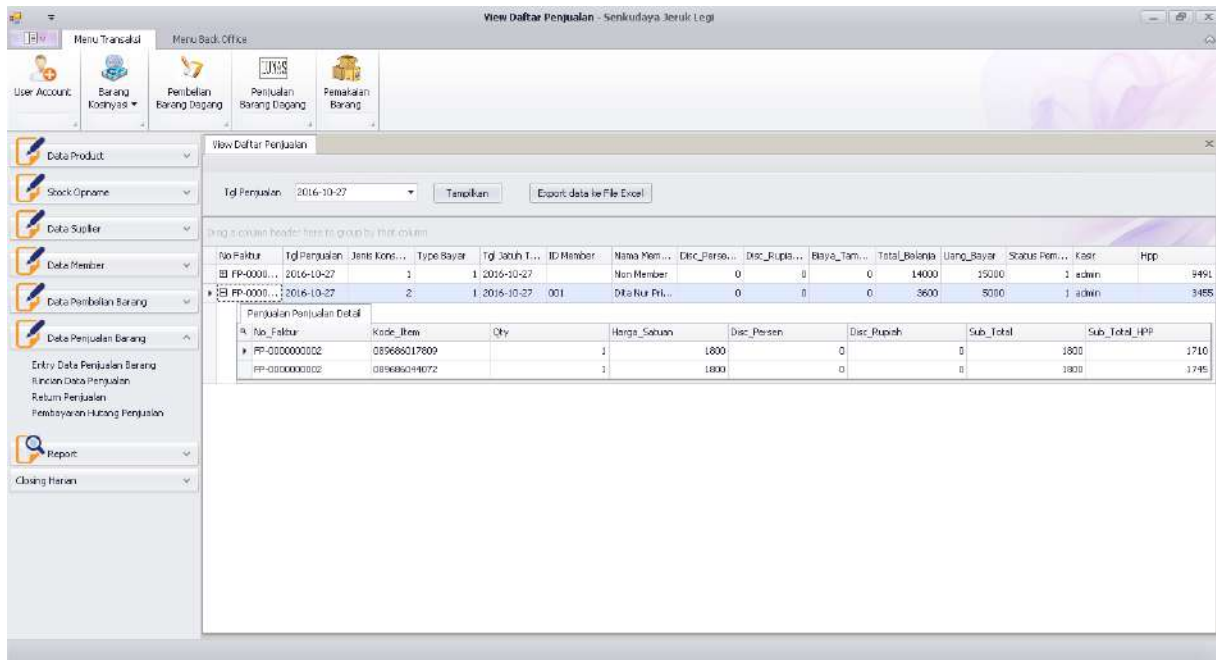 View Daftar Penjualan - Senkudaya Jeruk Legi
Menu Transaksi Menu Back Office
User Account Barang Kosinyasi Pembelian Barang Dagang LUNAS Penjualan Barang Dagang Pemakaian Barang
View Daftar Penjualan
Tgl Penjualan 2016-10-27 Tampilkan Export data ke File Excel
Drag a column header here to group by that column
No Faktur Tgl Penjualan Jenis Kons... Type Bayar Tgl Jatuh T... ID Member Nama Mem... Disc_Perse... Disc_Rupia... Biaya_Tam... Total_Belanja Uang_Bayar Status Pem... Kasir Hpp
FP-0000... 2016-10-27 1 1 2016-10-27 Non Member 0 0 0 14000 15000 1 admin 9491
FP-0000... 2016-10-27 2 1 2016-10-27 001 Dita Nur Pri... 0 0 0 3600 5000 1 admin 3455
Penjualan Penjualan Detail
No_Faktur Kode_Item Qty Harga_Satuan Disc_Persen Disc_Rupiah Sub_Total Sub_Total_HPP
FP-0000000002 089686017809 1 1800 0 0 1800 1710
FP-0000000002 089686044072 1 1800 0 0 1800 1745
Data Product
Stock Opname
Data Suplier
Data Member
Data Pembelian Barang
Data Penjualan Barang
Entry Data Penjualan Barang
Rincian Data Penjualan
Return Penjualan
Pembayaran Hutang Penjualan
Report
Closing Harian